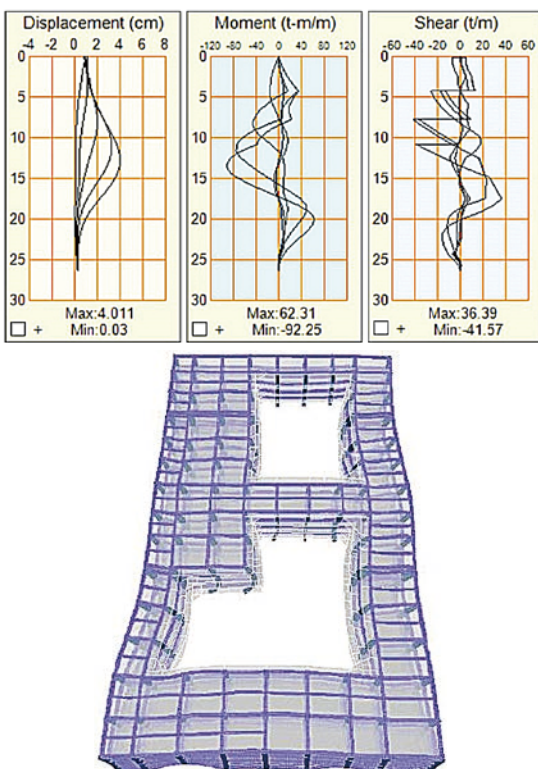 Displacement (cm)
-4 -2 0 2 4 6 8
0
5
10
15
20
25
30
Max:4.011
+ Min:0.03
Moment (t-m/m)
-120 -80 -40 0 40 80 120
0
5
10
15
20
25
30
Max:62.31
+ Min:-92.25
Shear (t/m)
-60 -40 -20 0 20 40 60
0
5
10
15
20
25
30
Max:36.39
+ Min:-41.57